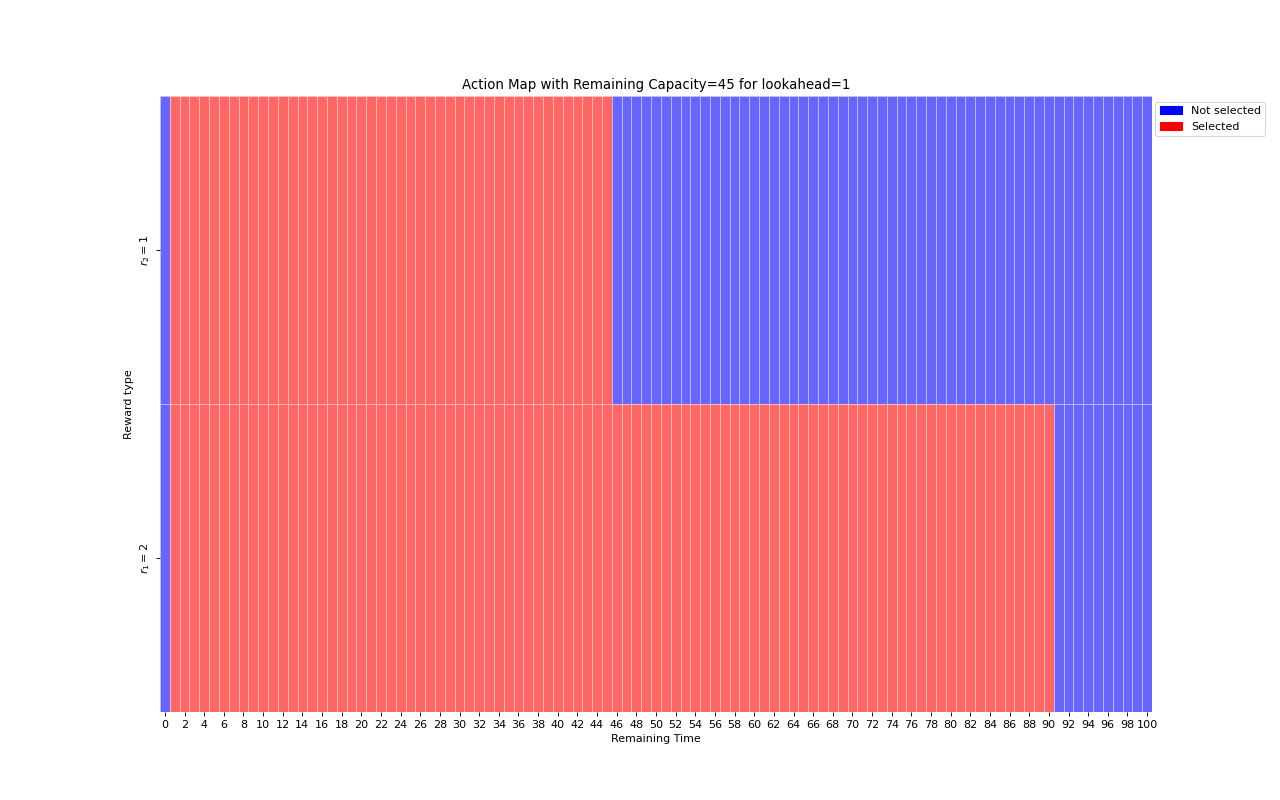 Action Map with Remaining Capacity=45 for lookahead=1
Not selected
Selected
r₂ = 1
Reward type
r₁ = 2
0 2 4 6 8 10 12 14 16 18 20 22 24 26 28 30 32 34 36 38 40 42 44 46 48 50 52 54 56 58 60 62 64 66 68 70 72 74 76 78 80 82 84 86 88 90 92 94 96 98 100
Remaining Time